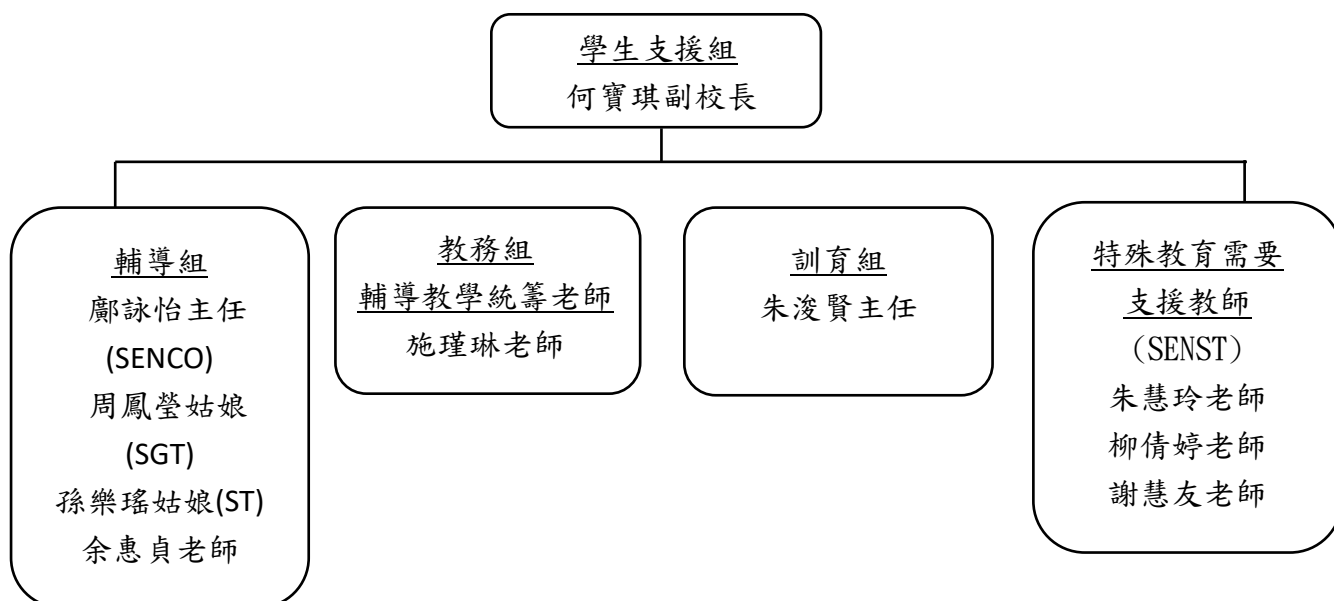 學生支援組
何寶琪副校長
輔導組
鄺詠怡主任
(SENCO)
周鳳瑩姑娘
(SGT)
孫樂瑤姑娘(ST)
余惠貞老師
教務組
輔導教學統籌老師
施瑾琳老師
訓育組
朱浚賢主任
特殊教育需要
支援教師
（SENST）
朱慧玲老師
柳倩婷老師
謝慧友老師